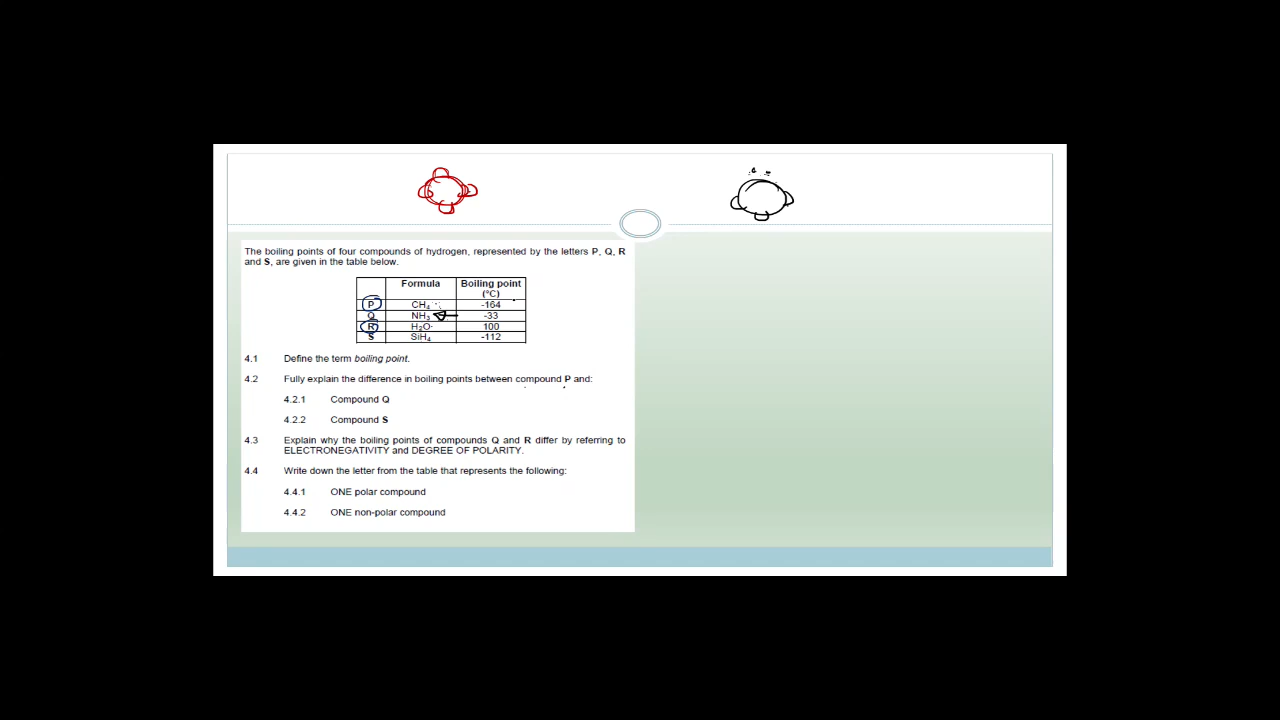 The boiling points of four compounds of hydrogen, represented by the letters P, Q, R
and S, are given in the table below.
Formula Boiling point
(°C)
P CH₄ -164
Q NH₃ -33
R H₂O -100
S SiH₄ -112
4.1 Define the term boiling point.
4.2 Fully explain the difference in boiling points between compound P and:
4.2.1 Compound Q
4.2.2 Compound S
4.3 Explain why the boiling points of compounds Q and R differ by referring to
ELECTRONEGATIVITY and DEGREE OF POLARITY.
4.4 Write down the letter from the table that represents the following:
4.4.1 ONE polar compound
4.4.2 ONE non-polar compound